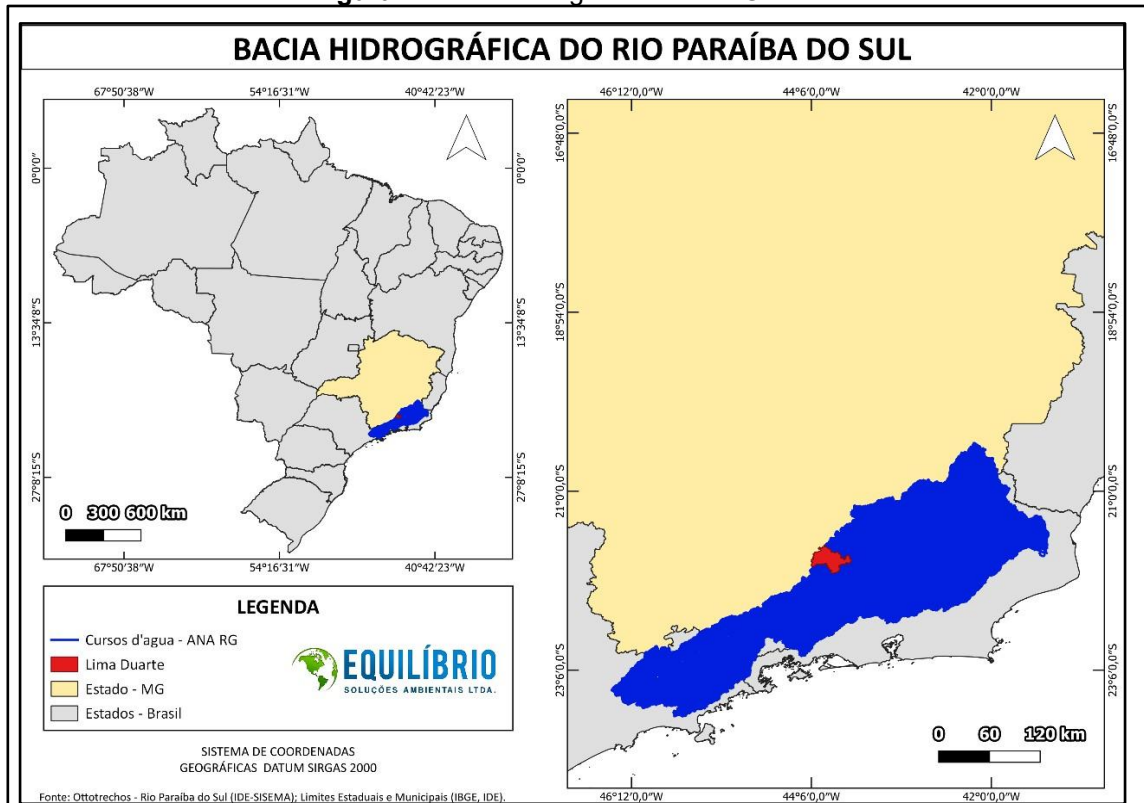 BACIA HIDROGRÁFICA DO RIO PARAÍBA DO SUL
67°50'38"W 54°16'31"W 40°42'23"W
0°0'0"
13°34'8"S
27°8'15"S
0°0'0"
13°34'8"S
27°8'15"S
0 300 600 km
67°50'38"W 54°16'31"W 40°42'23"W
46°12'0,0"W 44°6'0,0"W 42°0'0,0"W
16°48'0,0"S
18°54'0,0"S
21°0'0,0"S
23°6'0,0"S
16°48'0,0"S
18°54'0,0"S
21°0'0,0"S
23°6'0,0"S
0 60 120 km
46°12'0,0"W 44°6'0,0"W 42°0'0,0"W
LEGENDA
Cursos d'agua - ANA RG
Lima Duarte
Estado - MG
Estados - Brasil
EQUILÍBRIO
SOLUÇÕES AMBIENTAIS LTDA.
SISTEMA DE COORDENADAS
GEOGRÁFICAS DATUM SIRGAS 2000
Fonte: Ottotrechos - Rio Paraíba do Sul (IDE-SISEMA); Limites Estaduais e Municipais (IBGE, IDE).